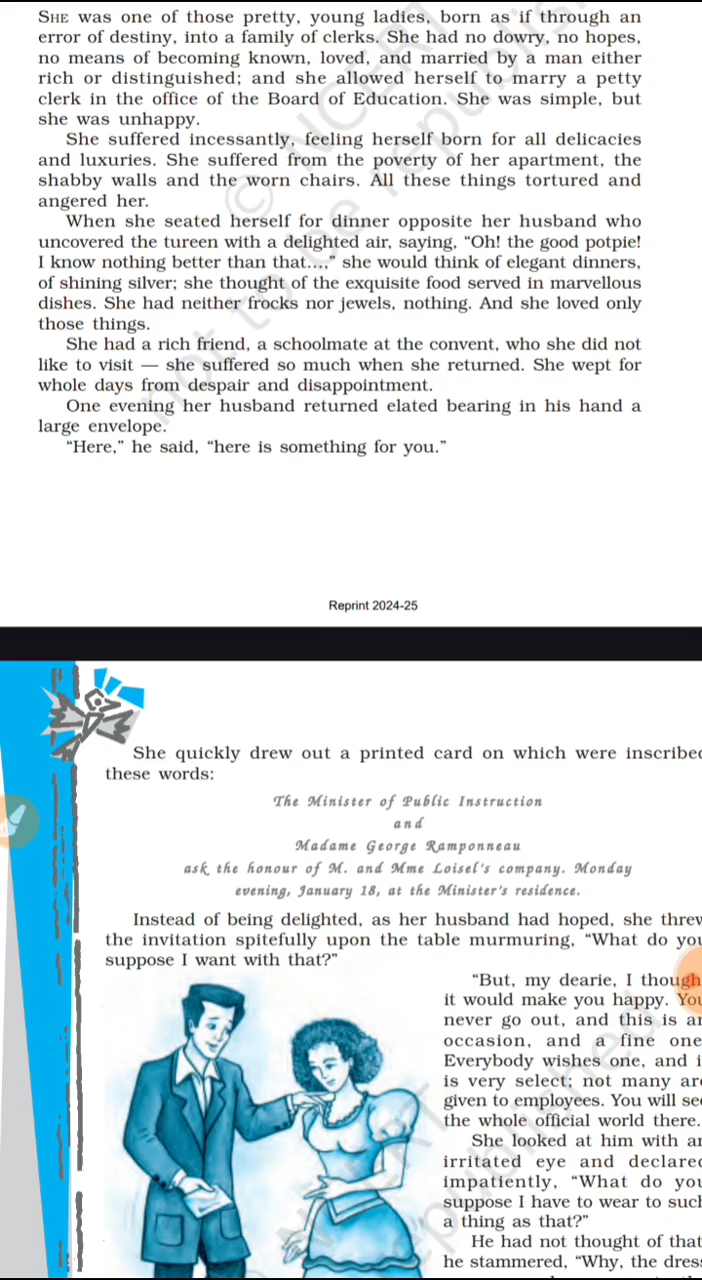 SHE was one of those pretty, young ladies, born as if through an
error of destiny, into a family of clerks. She had no dowry, no hopes,
no means of becoming known, loved, and married by a man either
rich or distinguished; and she allowed herself to marry a petty
clerk in the office of the Board of Education. She was simple, but
she was unhappy.
She suffered incessantly, feeling herself born for all delicacies
and luxuries. She suffered from the poverty of her apartment, the
shabby walls and the worn chairs. All these things tortured and
angered her.
When she seated herself for dinner opposite her husband who
uncovered the tureen with a delighted air, saying, “Oh! the good potpie!
I know nothing better than that...,” she would think of elegant dinners,
of shining silver; she thought of the exquisite food served in marvellous
dishes. She had neither frocks nor jewels, nothing. And she loved only
those things.
She had a rich friend, a schoolmate at the convent, who she did not
like to visit — she suffered so much when she returned. She wept for
whole days from despair and disappointment.
One evening her husband returned elated bearing in his hand a
large envelope.
“Here,” he said, “here is something for you.”
© NCERT
not to be republished
Reprint 2024-25
She quickly drew out a printed card on which were inscribed
these words:
The Minister of Public Instruction
and
Madame George Ramponneau
ask the honour of M. and Mme Loisel's company. Monday
evening, January 18, at the Minister's residence.
Instead of being delighted, as her husband had hoped, she threw
the invitation spitefully upon the table murmuring, “What do you
suppose I want with that?”
“But, my dearie, I though
it would make you happy. You
never go out, and this is an
occasion, and a fine one
Everybody wishes one, and i
is very select; not many are
given to employees. You will see
the whole official world there.
She looked at him with an
irritated eye and declared
impatiently, “What do you
suppose I have to wear to such
a thing as that?”
He had not thought of that
he stammered, “Why, the dress
© NCERT
republished